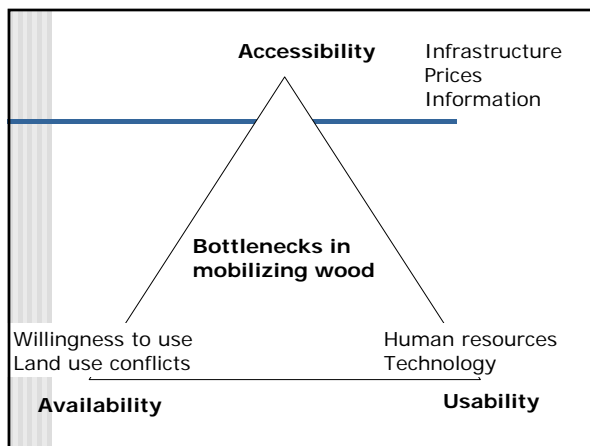 Accessibility
Infrastructure
Prices
Information
Bottlenecks in
mobilizing wood
Willingness to use
Land use conflicts
Availability
Human resources
Technology
Usability